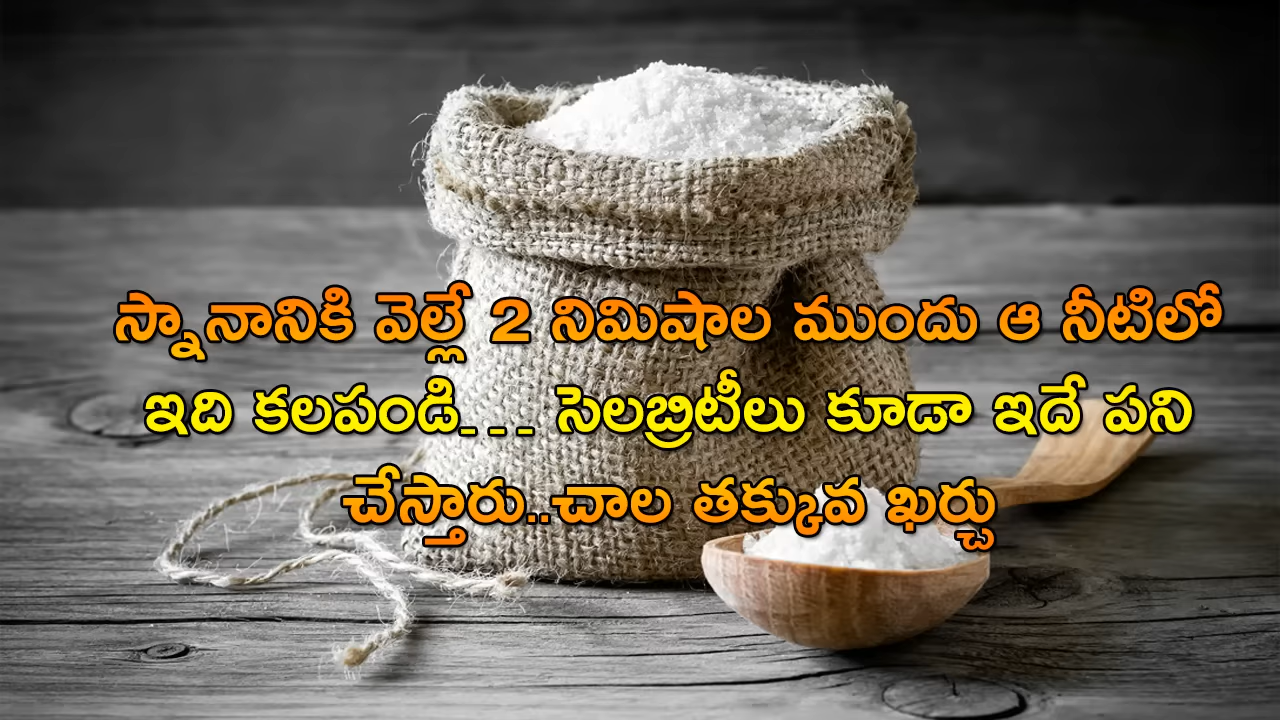 స్నానానికి వెల్లే 2 నిమిషాల ముందు ఆ నీటిలో
ఇది కలపండి... సెలబ్రిటీలు కూడా ఇదే పని
చేస్తారు..చాల తక్కువ ఖర్చు